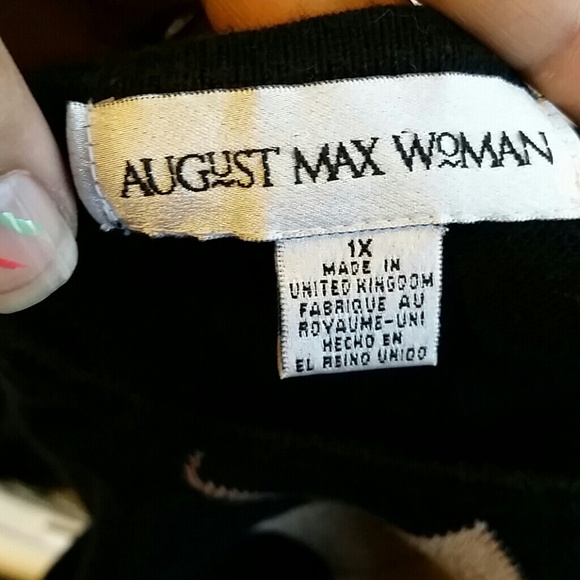 AUGUST MAX WOMAN
1X
MADE IN
UNITED KINGDOM
FABRIQUE AU
ROYAUME-UNI
HECHO EN
EL REINO UNIDO